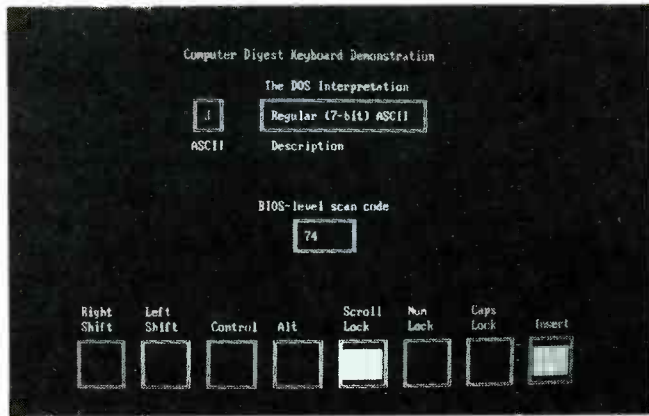 Computer Digest Keyboard Demonstration
The DOS Interpretation
Regular (7-bit) ASCII
ASCII Description
BIOS-level scan code
74
Right Left Scroll Num Caps
Shift Shift Control Alt Lock Lock Lock Insert